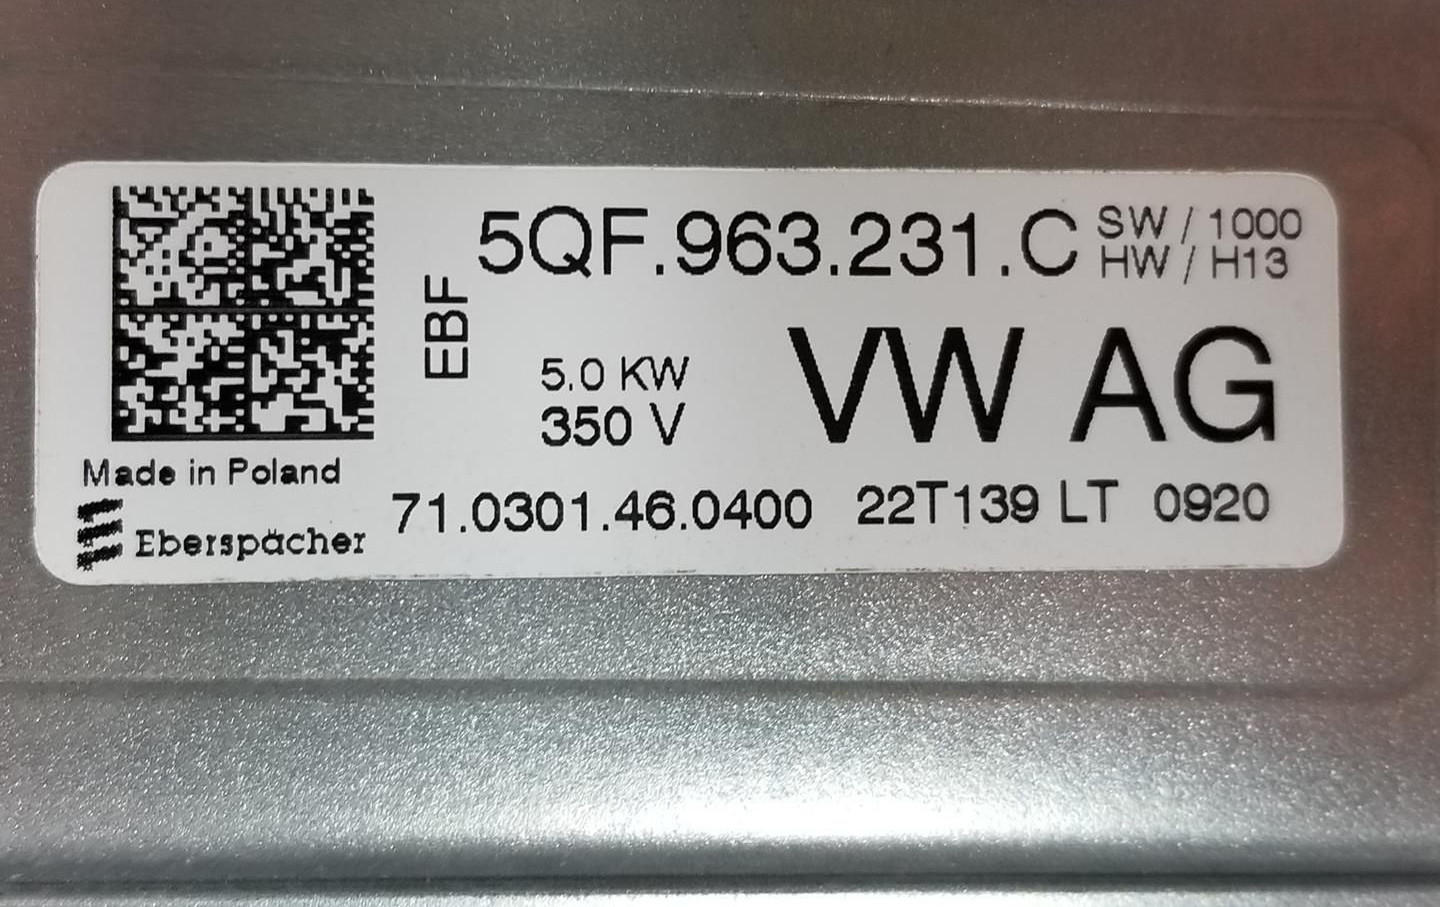 5QF.963.231.C
SW / 1000
HW / H13
EBF
5.0 KW
350 V
VW AG
Made in Poland
Eberspächer
71.0301.46.0400 22T139 LT 0920